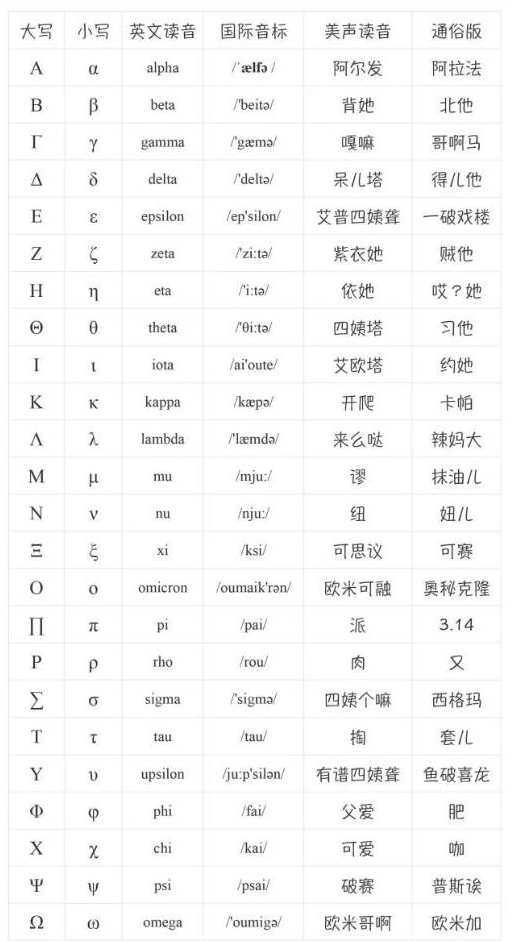 大写 小写 英文读音 国际音标 美声读音 通俗版
Α α alpha /ˈælfə / 阿尔发 阿拉法
Β β beta /'beitə/ 背她 北他
Γ γ gamma /'gæmə/ 嘎嘛 哥啊马
Δ δ delta /'deltə/ 呆儿塔 得儿他
Ε ε epsilon /ep'silon/ 艾普四姨聋 一破戏楼
Ζ ζ zeta /'zi:tə/ 紫衣她 贼他
Η η eta /'i:tə/ 依她 哎？她
Θ θ theta /'θi:tə/ 四姨塔 习他
Ι ι iota /ai'oute/ 艾欧塔 约她
Κ κ kappa /kæpə/ 开爬 卡帕
Λ λ lambda /'læmdə/ 来么哒 辣妈大
Μ μ mu /mju:/ 谬 抹油儿
Ν ν nu /nju:/ 纽 妞儿
Ξ ξ xi /ksi/ 可思议 可赛
Ο ο omicron /oumaik'rən/ 欧米可融 奥秘克隆
∏ π pi /pai/ 派 3.14
Ρ ρ rho /rou/ 肉 又
∑ σ sigma /'sigmə/ 四姨个嘛 西格玛
Τ τ tau /tau/ 掏 套儿
Υ υ upsilon /ju:p'silən/ 有谱四姨聋 鱼破喜龙
Φ φ phi /fai/ 父爱 肥
Χ χ chi /kai/ 可爱 咖
Ψ ψ psi /psai/ 破赛 普斯诶
Ω ω omega /'oumigə/ 欧米哥啊 欧米加